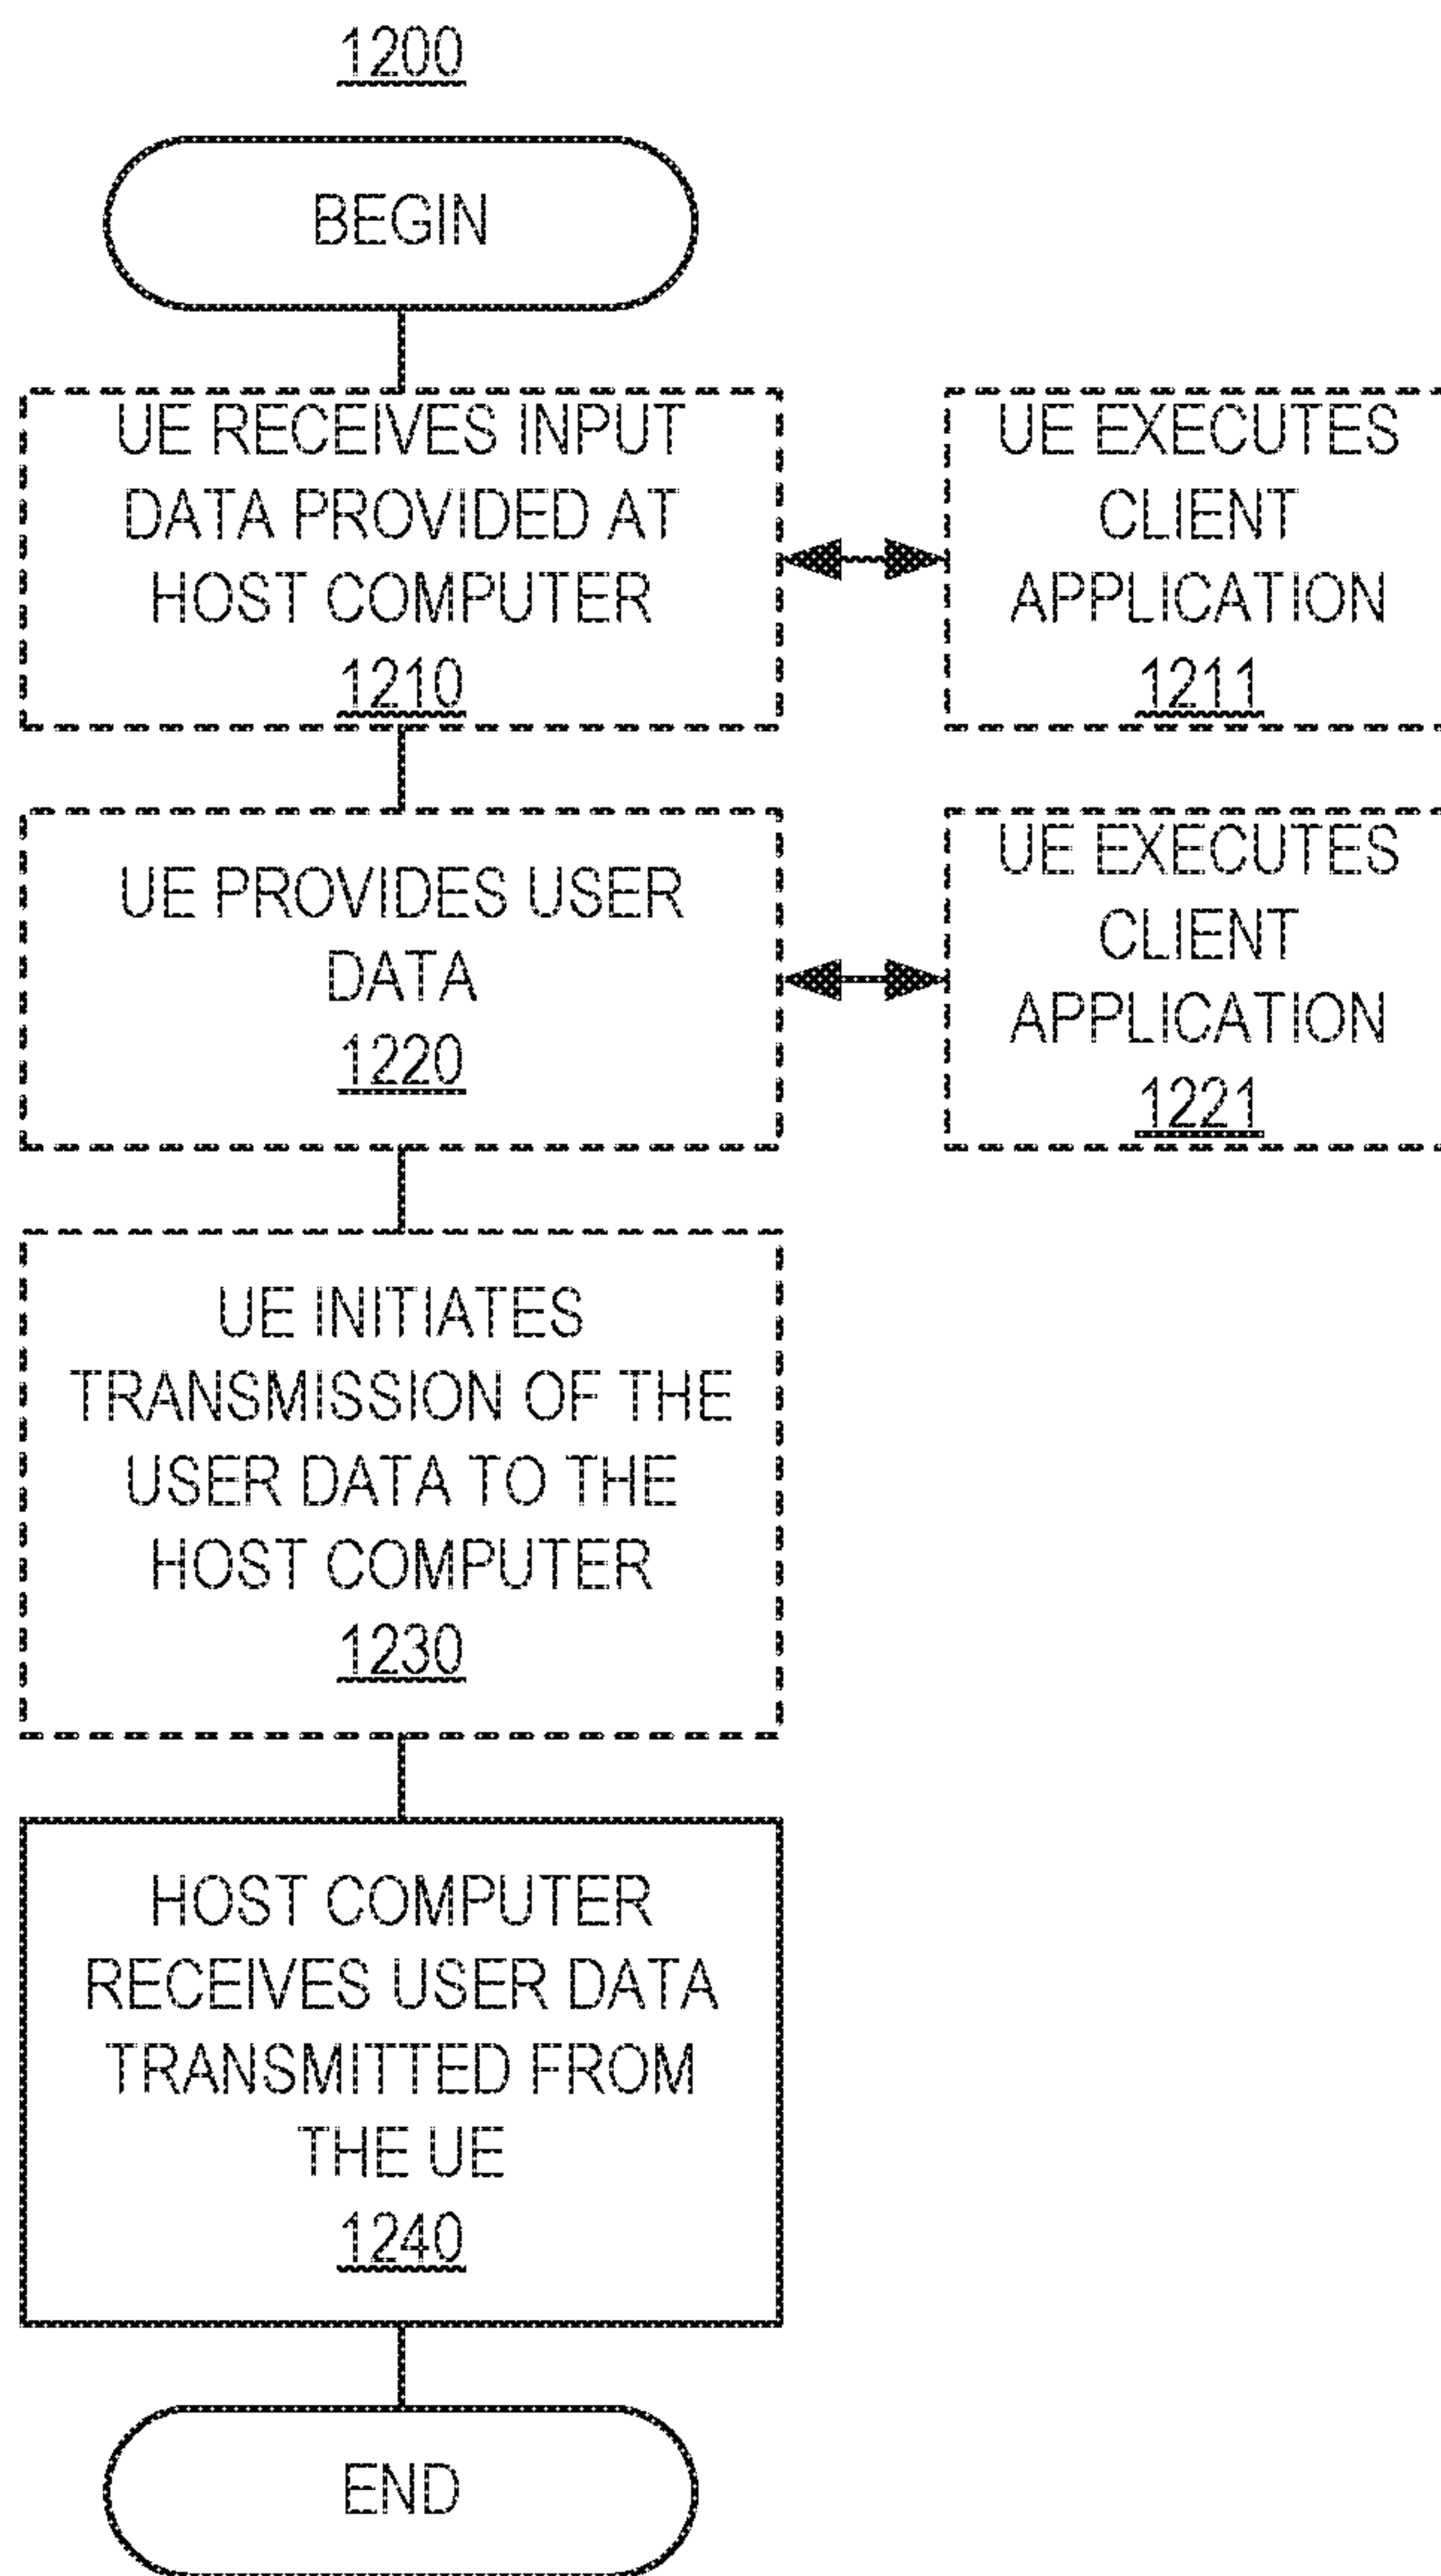 1200
BEGIN
UE RECEIVES INPUT
DATA PROVIDED AT
HOST COMPUTER
1210
UE EXECUTES
CLIENT
APPLICATION
1211
UE PROVIDES USER
DATA
1220
UE EXECUTES
CLIENT
APPLICATION
1221
UE INITIATES
TRANSMISSION OF THE
USER DATA TO THE
HOST COMPUTER
1230
HOST COMPUTER
RECEIVES USER DATA
TRANSMITTED FROM
THE UE
1240
END